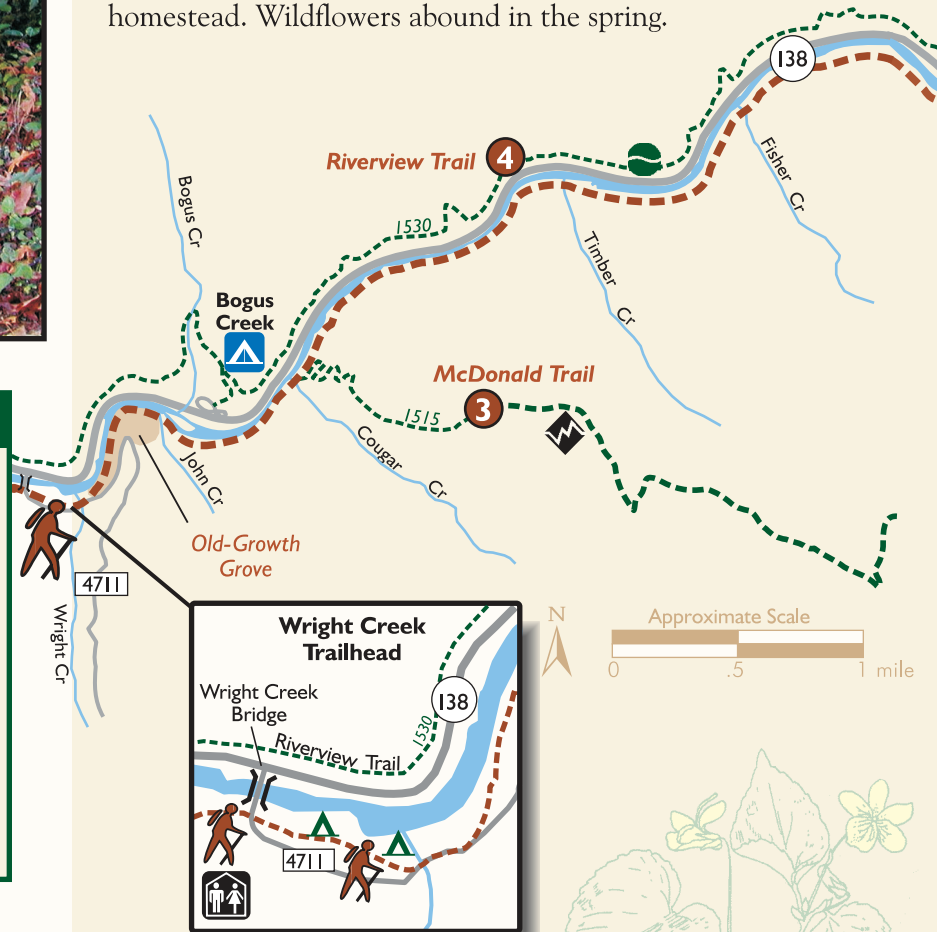 homestead. Wildflowers abound in the spring.
138
Riverview Trail
4
Fisher Cr
Bogus Cr
1530
Timber Cr
Bogus
Creek
McDonald Trail
3
1515
Cougar Cr
John Cr
Old-Growth
Grove
4711
Wright Cr
N
Approximate Scale
0 .5 1 mile
Wright Creek
Trailhead
Wright Creek
Bridge
138
1530
Riverview Trail
4711